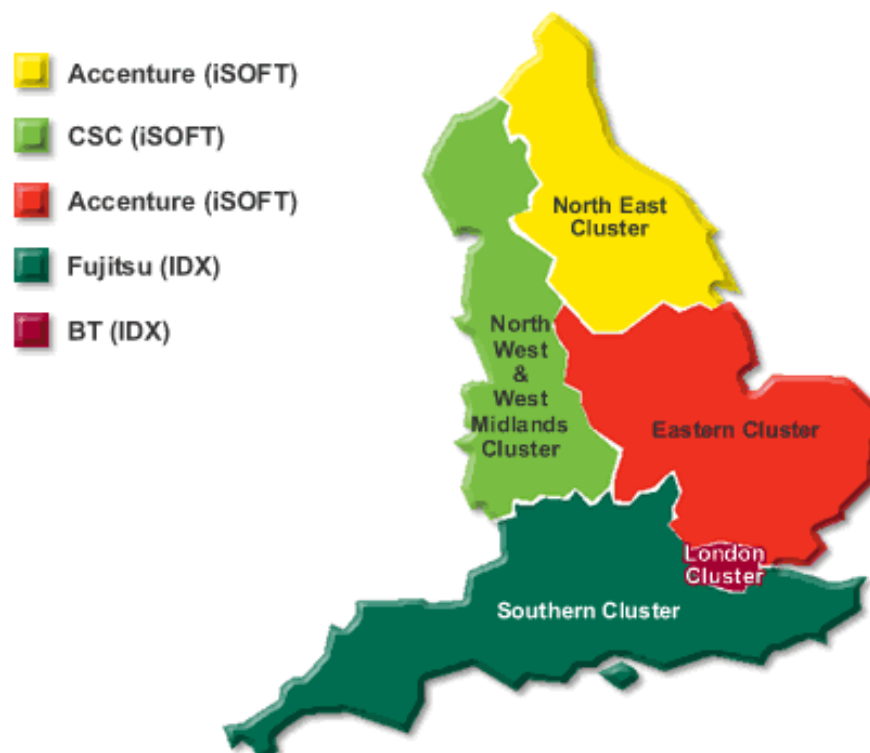 Accenture (iSOFT)
CSC (iSOFT)
Accenture (iSOFT)
Fujitsu (IDX)
BT (IDX)
North East
Cluster
North
West
&
West
Midlands
Cluster
Eastern Cluster
London
Cluster
Southern Cluster